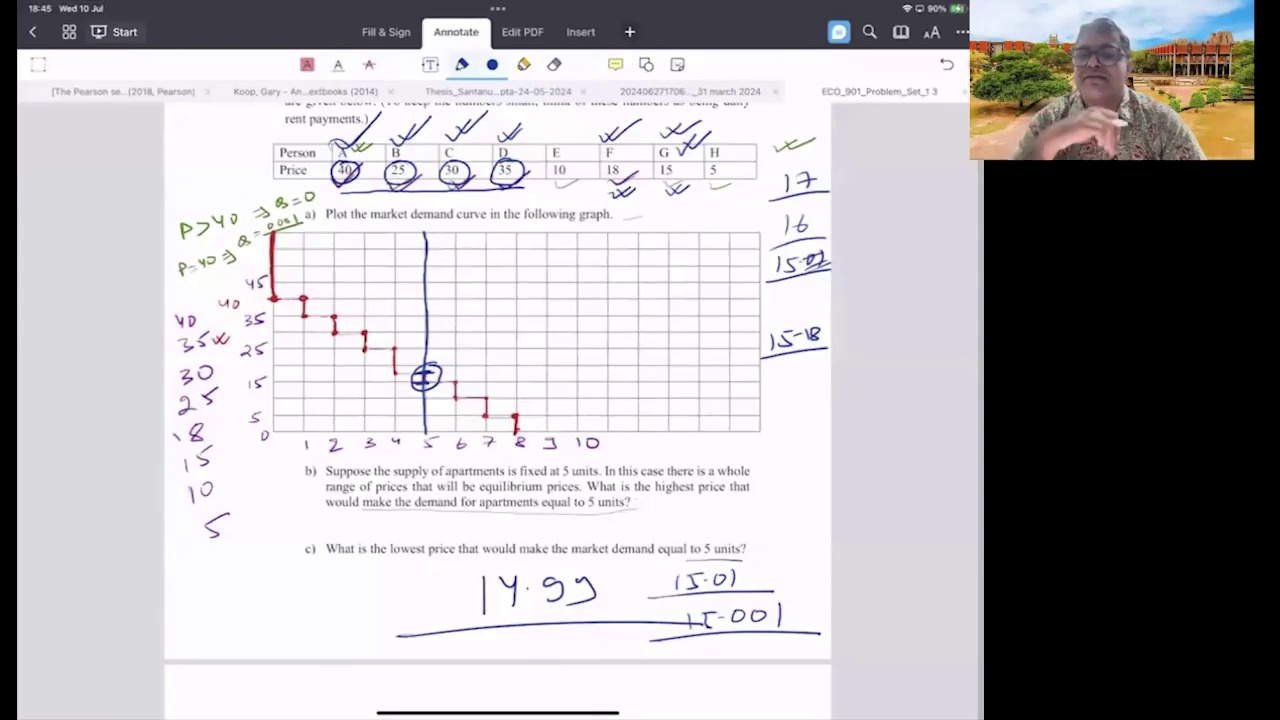 18:45 Wed 10 Jul
90%
Start
Fill & Sign
Annotate
Edit PDF
Insert
[The Pearson se...(2018, Pearson)
Koop, Gary - An...extbooks (2014)
Thesis_Santanu...pta-24-05-2024
202406271706..._31 march 2024
ECO_901_Problem_Set_1 3
are given below. (To keep the numbers small, think of these numbers as being daily
rent payments.)
Person A B C D E F G H
Price 40 25 30 35 10 18 15 5
17
16
15-18
P>40 ⇒ 8=0
P=40 ⇒ 8=0 or 1
a) Plot the market demand curve in the following graph.
45
40
35
25
15
5
0
1 2 3 4 5 6 7 8 9 10
40
35
30
25
18
15
10
5
b) Suppose the supply of apartments is fixed at 5 units. In this case there is a whole
range of prices that will be equilibrium prices. What is the highest price that
would make the demand for apartments equal to 5 units?
c) What is the lowest price that would make the market demand equal to 5 units?
14.99
15.01
15.001